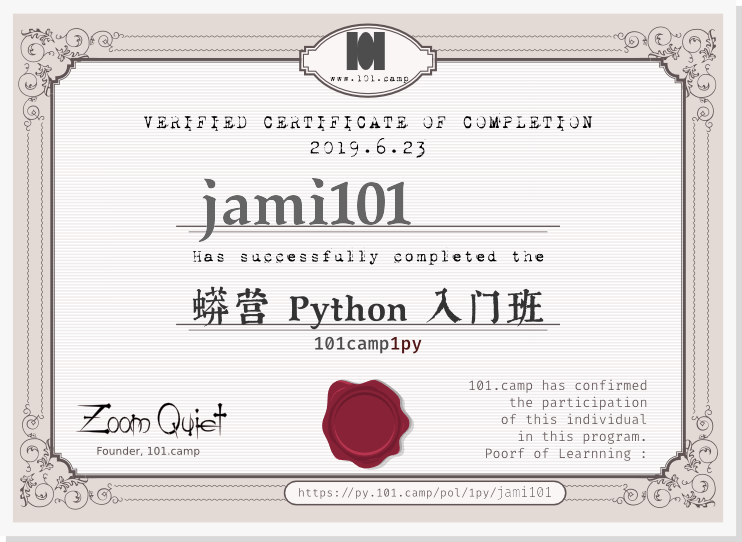 101
www.101.camp
VERIFIED CERTIFICATE OF COMPLETION
2019.6.23
jami101
Has successfully completed the
蟒营 Python 入门班
101camp1py
101.camp has confirmed
the participation
of this individual
in this program.
Poorf of Learnning :
Zoom Quiet
Founder, 101.camp
https://py.101.camp/pol/1py/jami101